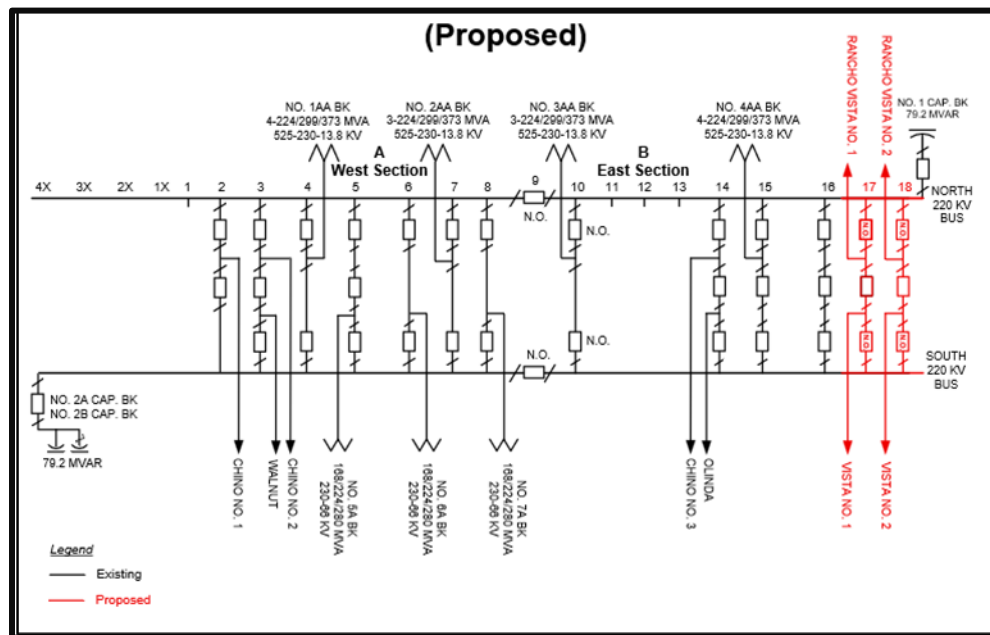 (Proposed)
RANCHO VISTA NO. 1
RANCHO VISTA NO. 2
NO. 1 CAP. BK
79.2 MVAR
NO. 1AA BK
4-224/299/373 MVA
525-230-13.8 KV
NO. 2AA BK
3-224/299/373 MVA
525-230-13.8 KV
NO. 3AA BK
3-224/299/373 MVA
525-230-13.8 KV
NO. 4AA BK
4-224/299/373 MVA
525-230-13.8 KV
A
West Section
B
East Section
4X 3X 2X 1X 1 2 3 4 5 6 7 8 9 10 11 12 13 14 15 16 17 18
NORTH
220 KV
BUS
N.O.
N.O.
N.O.
N.O.
N.O.
N.O.
N.O.
N.O.
SOUTH
220 KV
BUS
NO. 2A CAP. BK
NO. 2B CAP. BK
79.2 MVAR
CHINO NO. 1
WALNUT
CHINO NO. 2
NO. 5A BK
168/224/280 MVA
230-66 KV
NO. 6A BK
168/224/280 MVA
230-66 KV
NO. 7A BK
168/224/280 MVA
230-66 KV
CHINO NO. 3
OLINDA
VISTA NO. 1
VISTA NO. 2
Legend
Existing
Proposed